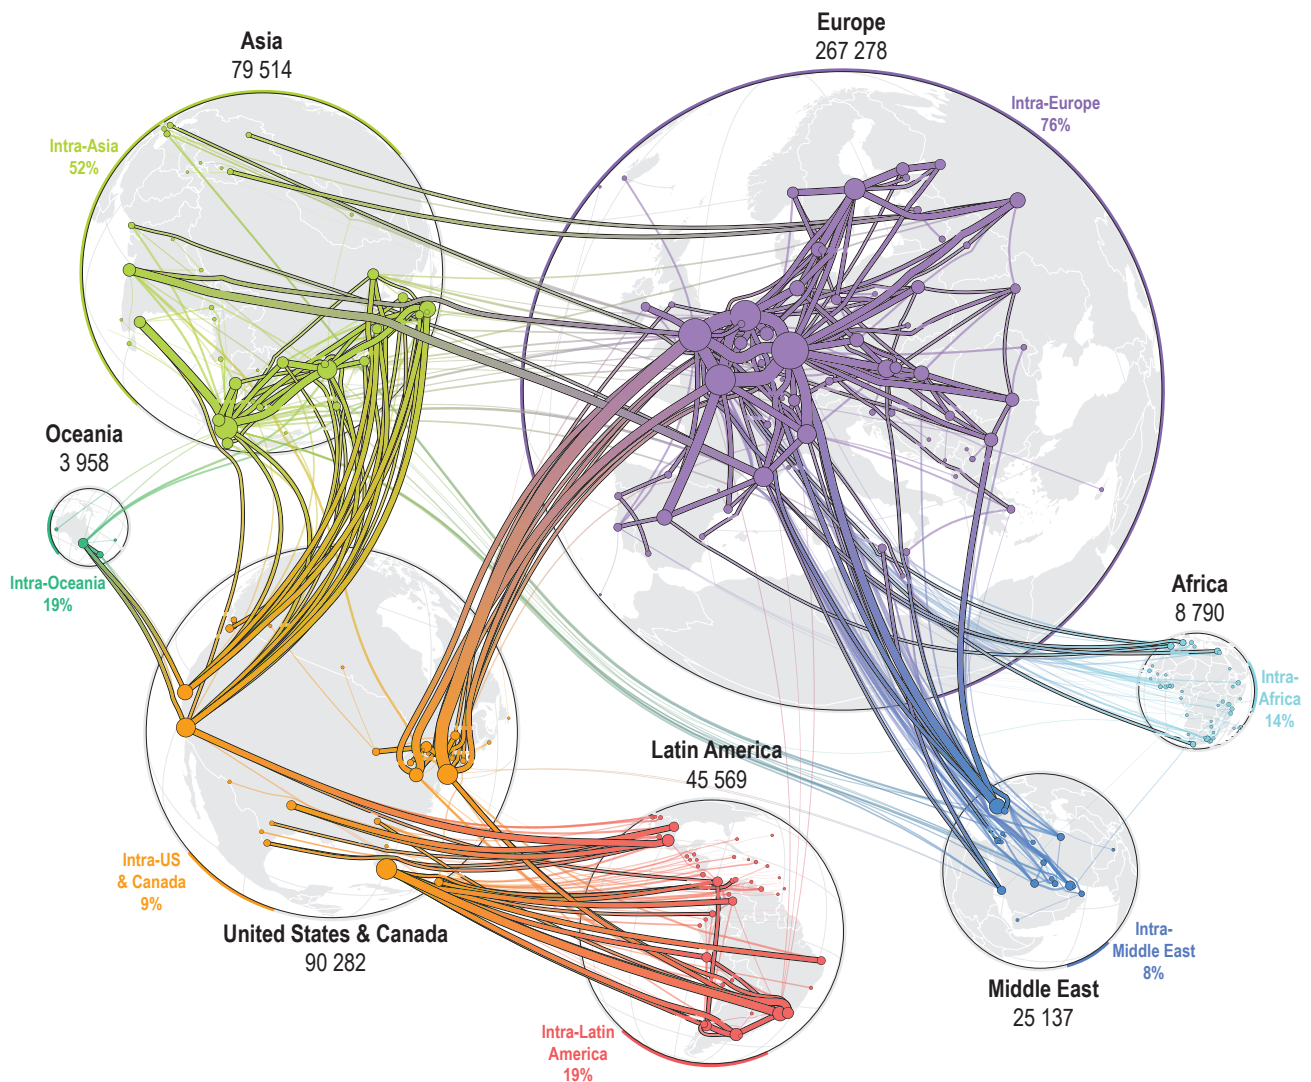 Europe
267 278
Asia
79 514
Intra-Europe
76%
Intra-Asia
52%
Oceania
3 958
Intra-Oceania
19%
Africa
8 790
Intra-
Africa
14%
Latin America
45 569
Intra-US
& Canada
9%
United States & Canada
90 282
Intra-
Middle East
8%
Middle East
25 137
Intra-Latin
America
19%